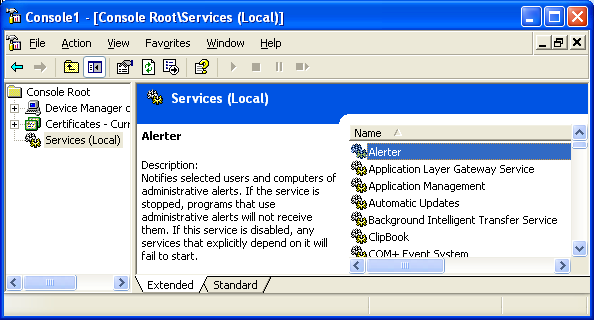 Console1 - [Console Root\Services (Local)]
File Action View Favorites Window Help
Console Root
Device Manager o
Certificates - Curr
Services (Local)
Services (Local)
Alerter
Description:
Notifies selected users and computers of
administrative alerts. If the service is
stopped, programs that use
administrative alerts will not receive
them. If this service is disabled, any
services that explicitly depend on it will
fail to start.
Name
Alerter
Application Layer Gateway Service
Application Management
Automatic Updates
Background Intelligent Transfer Service
ClipBook
COM+ Event System
Extended Standard